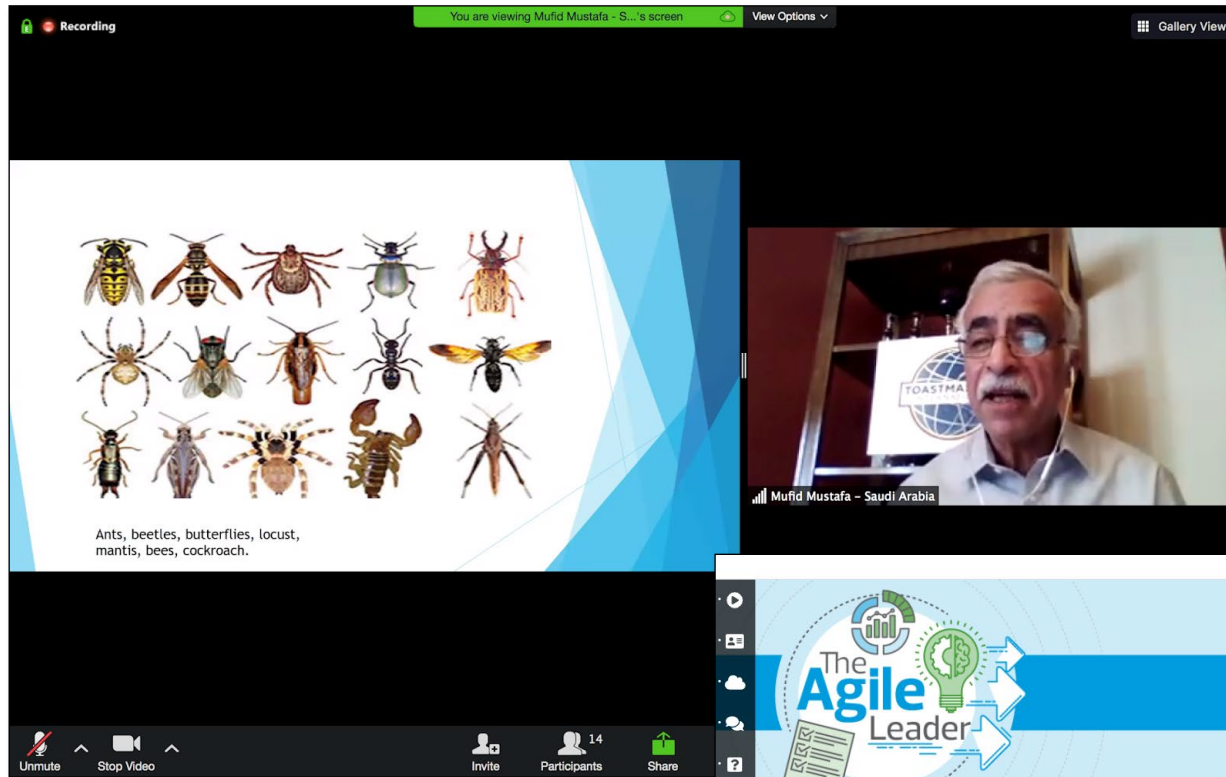 Recording
You are viewing Mufid Mustafa - S...'s screen
View Options
Gallery View
Ants, beetles, butterflies, locust,
mantis, bees, cockroach.
TOASTMA
Mufid Mustafa – Saudi Arabia
The
Agile
Leader
Unmute
Stop Video
Invite
14
Participants
Share